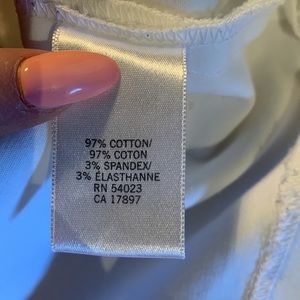 97% COTTON/
97% COTON
3% SPANDEX/
3% ÉLASTHANNE
RN 54023
CA 17897